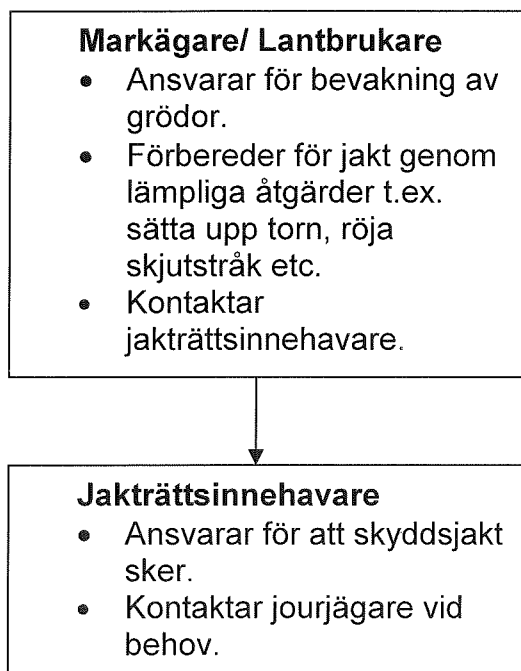 Markägare/ Lantbrukare
• Ansvarar för bevakning av
grödor.
• Förbereder för jakt genom
lämpliga åtgärder t.ex.
sätta upp torn, röja
skjutstråk etc.
• Kontaktar
jakträttsinnehavare.
Jakträttsinnehavare
• Ansvarar för att skyddsjakt
sker.
• Kontaktar jourjägare vid
behov.